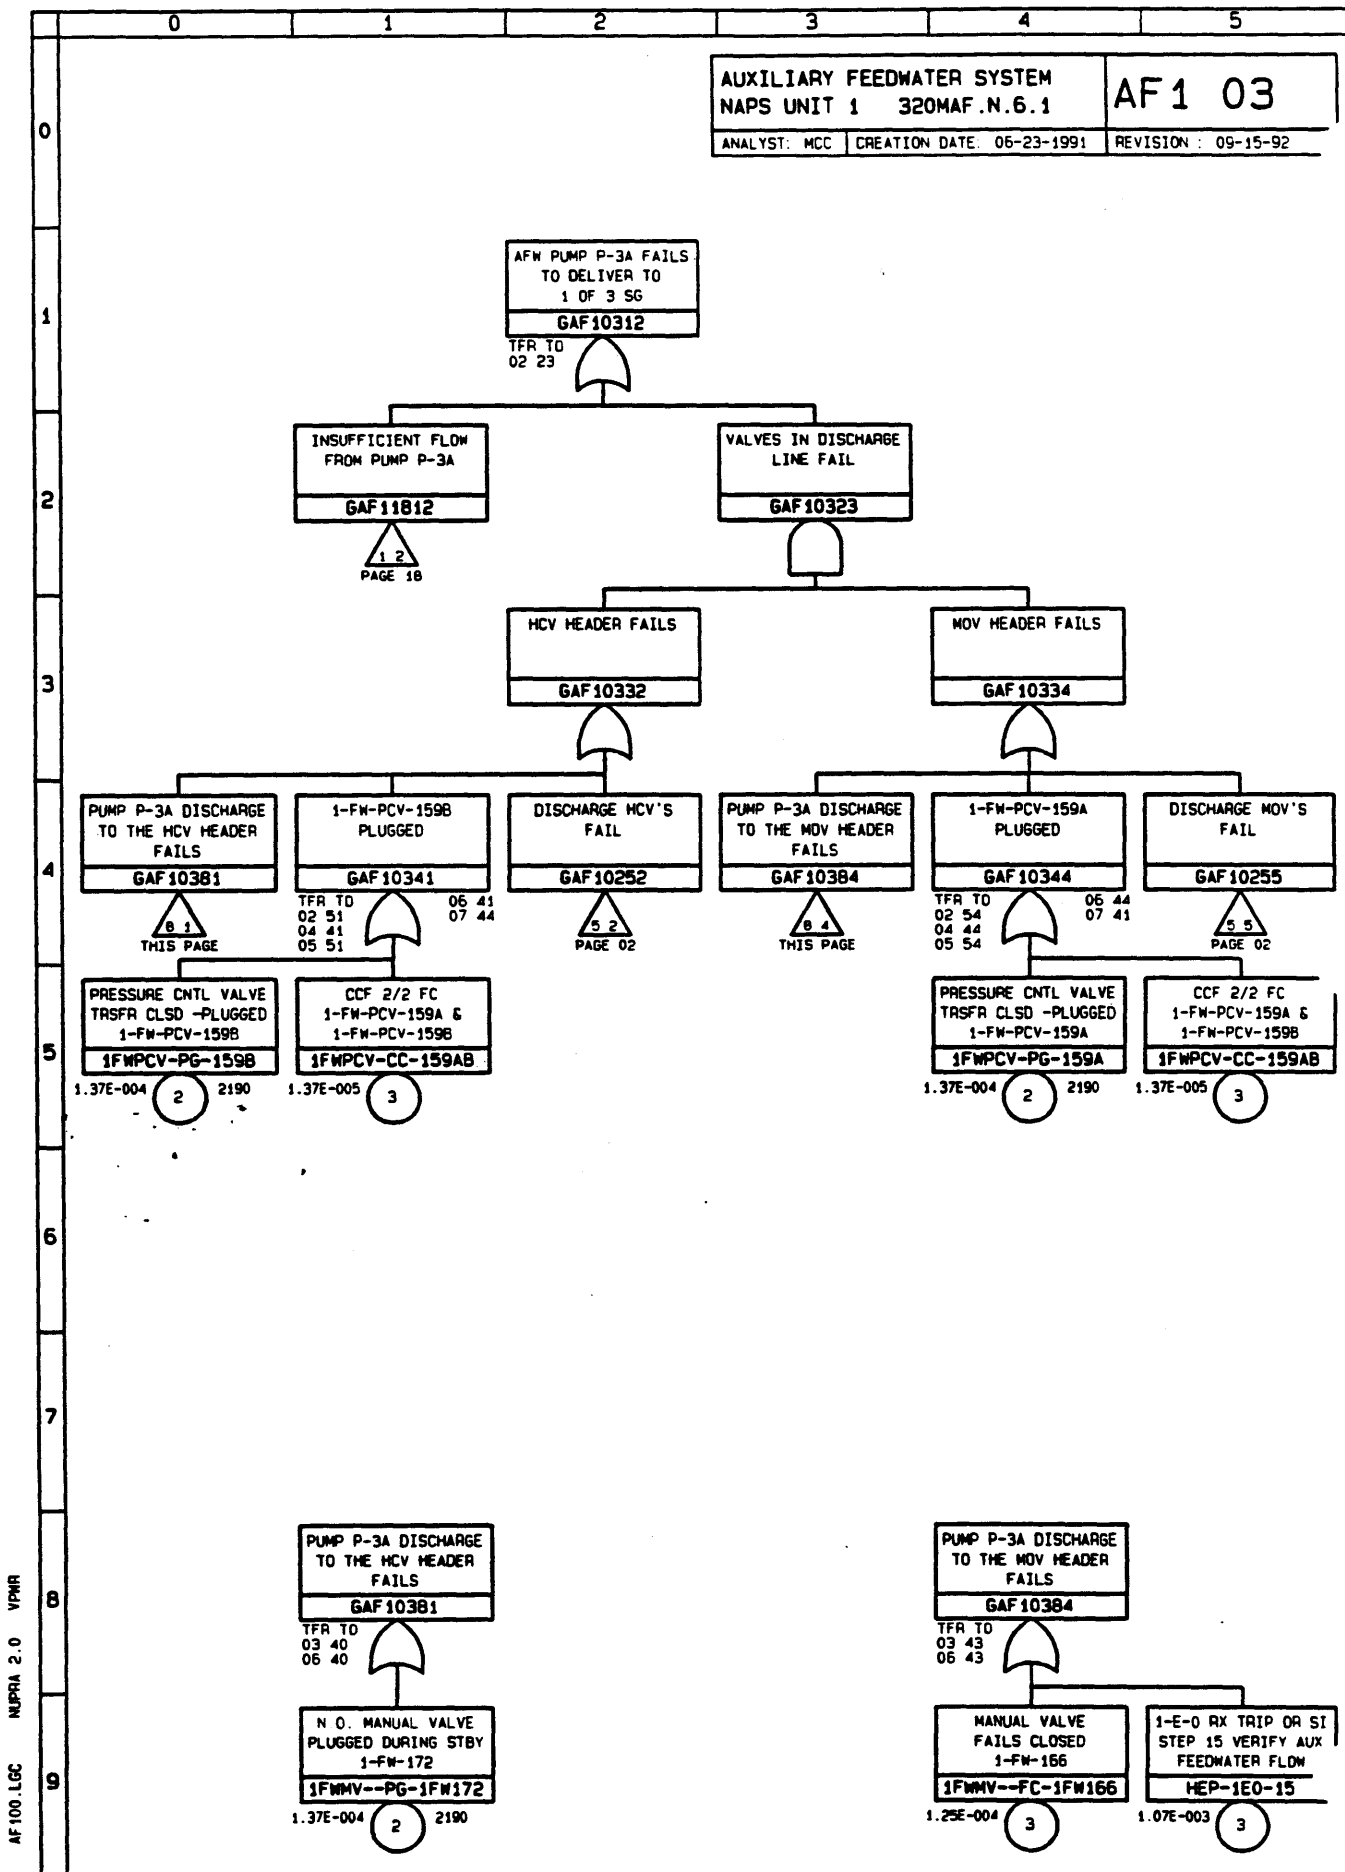 0 1 2 3 4 5
AUXILIARY FEEDWATER SYSTEM
NAPS UNIT 1 320MAF.N.6.1
AF1 03
ANALYST: MCC CREATION DATE: 06-23-1991 REVISION : 09-15-92
0
AFW PUMP P-3A FAILS
TO DELIVER TO
1 OF 3 SG
GAF10312
TFR TO
02 23
1
INSUFFICIENT FLOW
FROM PUMP P-3A
GAF11812
1 2
PAGE 18
VALVES IN DISCHARGE
LINE FAIL
GAF10323
2
HCV HEADER FAILS
GAF10332
MOV HEADER FAILS
GAF10334
3
PUMP P-3A DISCHARGE
TO THE HCV HEADER
FAILS
GAF10381
8 1
THIS PAGE
1-FW-PCV-159B
PLUGGED
GAF10341
TFR TO
02 51
04 41
05 51
06 41
07 44
DISCHARGE HCV'S
FAIL
GAF10252
5 2
PAGE 02
PUMP P-3A DISCHARGE
TO THE MOV HEADER
FAILS
GAF10384
8 4
THIS PAGE
1-FW-PCV-159A
PLUGGED
GAF10344
TFR TO
02 54
04 44
05 54
06 44
07 41
DISCHARGE MOV'S
FAIL
GAF10255
5 5
PAGE 02
4
PRESSURE CNTL VALVE
TRSFR CLSD -PLUGGED
1-FW-PCV-159B
1FWPCV-PG-159B
1.37E-004 2 2190
CCF 2/2 FC
1-FW-PCV-159A &
1-FW-PCV-159B
1FWPCV-CC-159AB
1.37E-005 3
PRESSURE CNTL VALVE
TRSFR CLSD -PLUGGED
1-FW-PCV-159A
1FWPCV-PG-159A
1.37E-004 2 2190
CCF 2/2 FC
1-FW-PCV-159A &
1-FW-PCV-159B
1FWPCV-CC-159AB
1.37E-005 3
5
6
7
PUMP P-3A DISCHARGE
TO THE HCV HEADER
FAILS
GAF10381
TFR TO
03 40
06 40
PUMP P-3A DISCHARGE
TO THE MOV HEADER
FAILS
GAF10384
TFR TO
03 43
06 43
8
N.O. MANUAL VALVE
PLUGGED DURING STBY
1-FW-172
1FWMV--PG-1FW172
1.37E-004 2 2190
MANUAL VALVE
FAILS CLOSED
1-FW-166
1FWMV--FC-1FW166
1.25E-004 3
1-E-0 RX TRIP OR SI
STEP 15 VERIFY AUX
FEEDWATER FLOW
HEP-1E0-15
1.07E-003 3
9
AF100.LGC NUPRA 2.0 VPWR